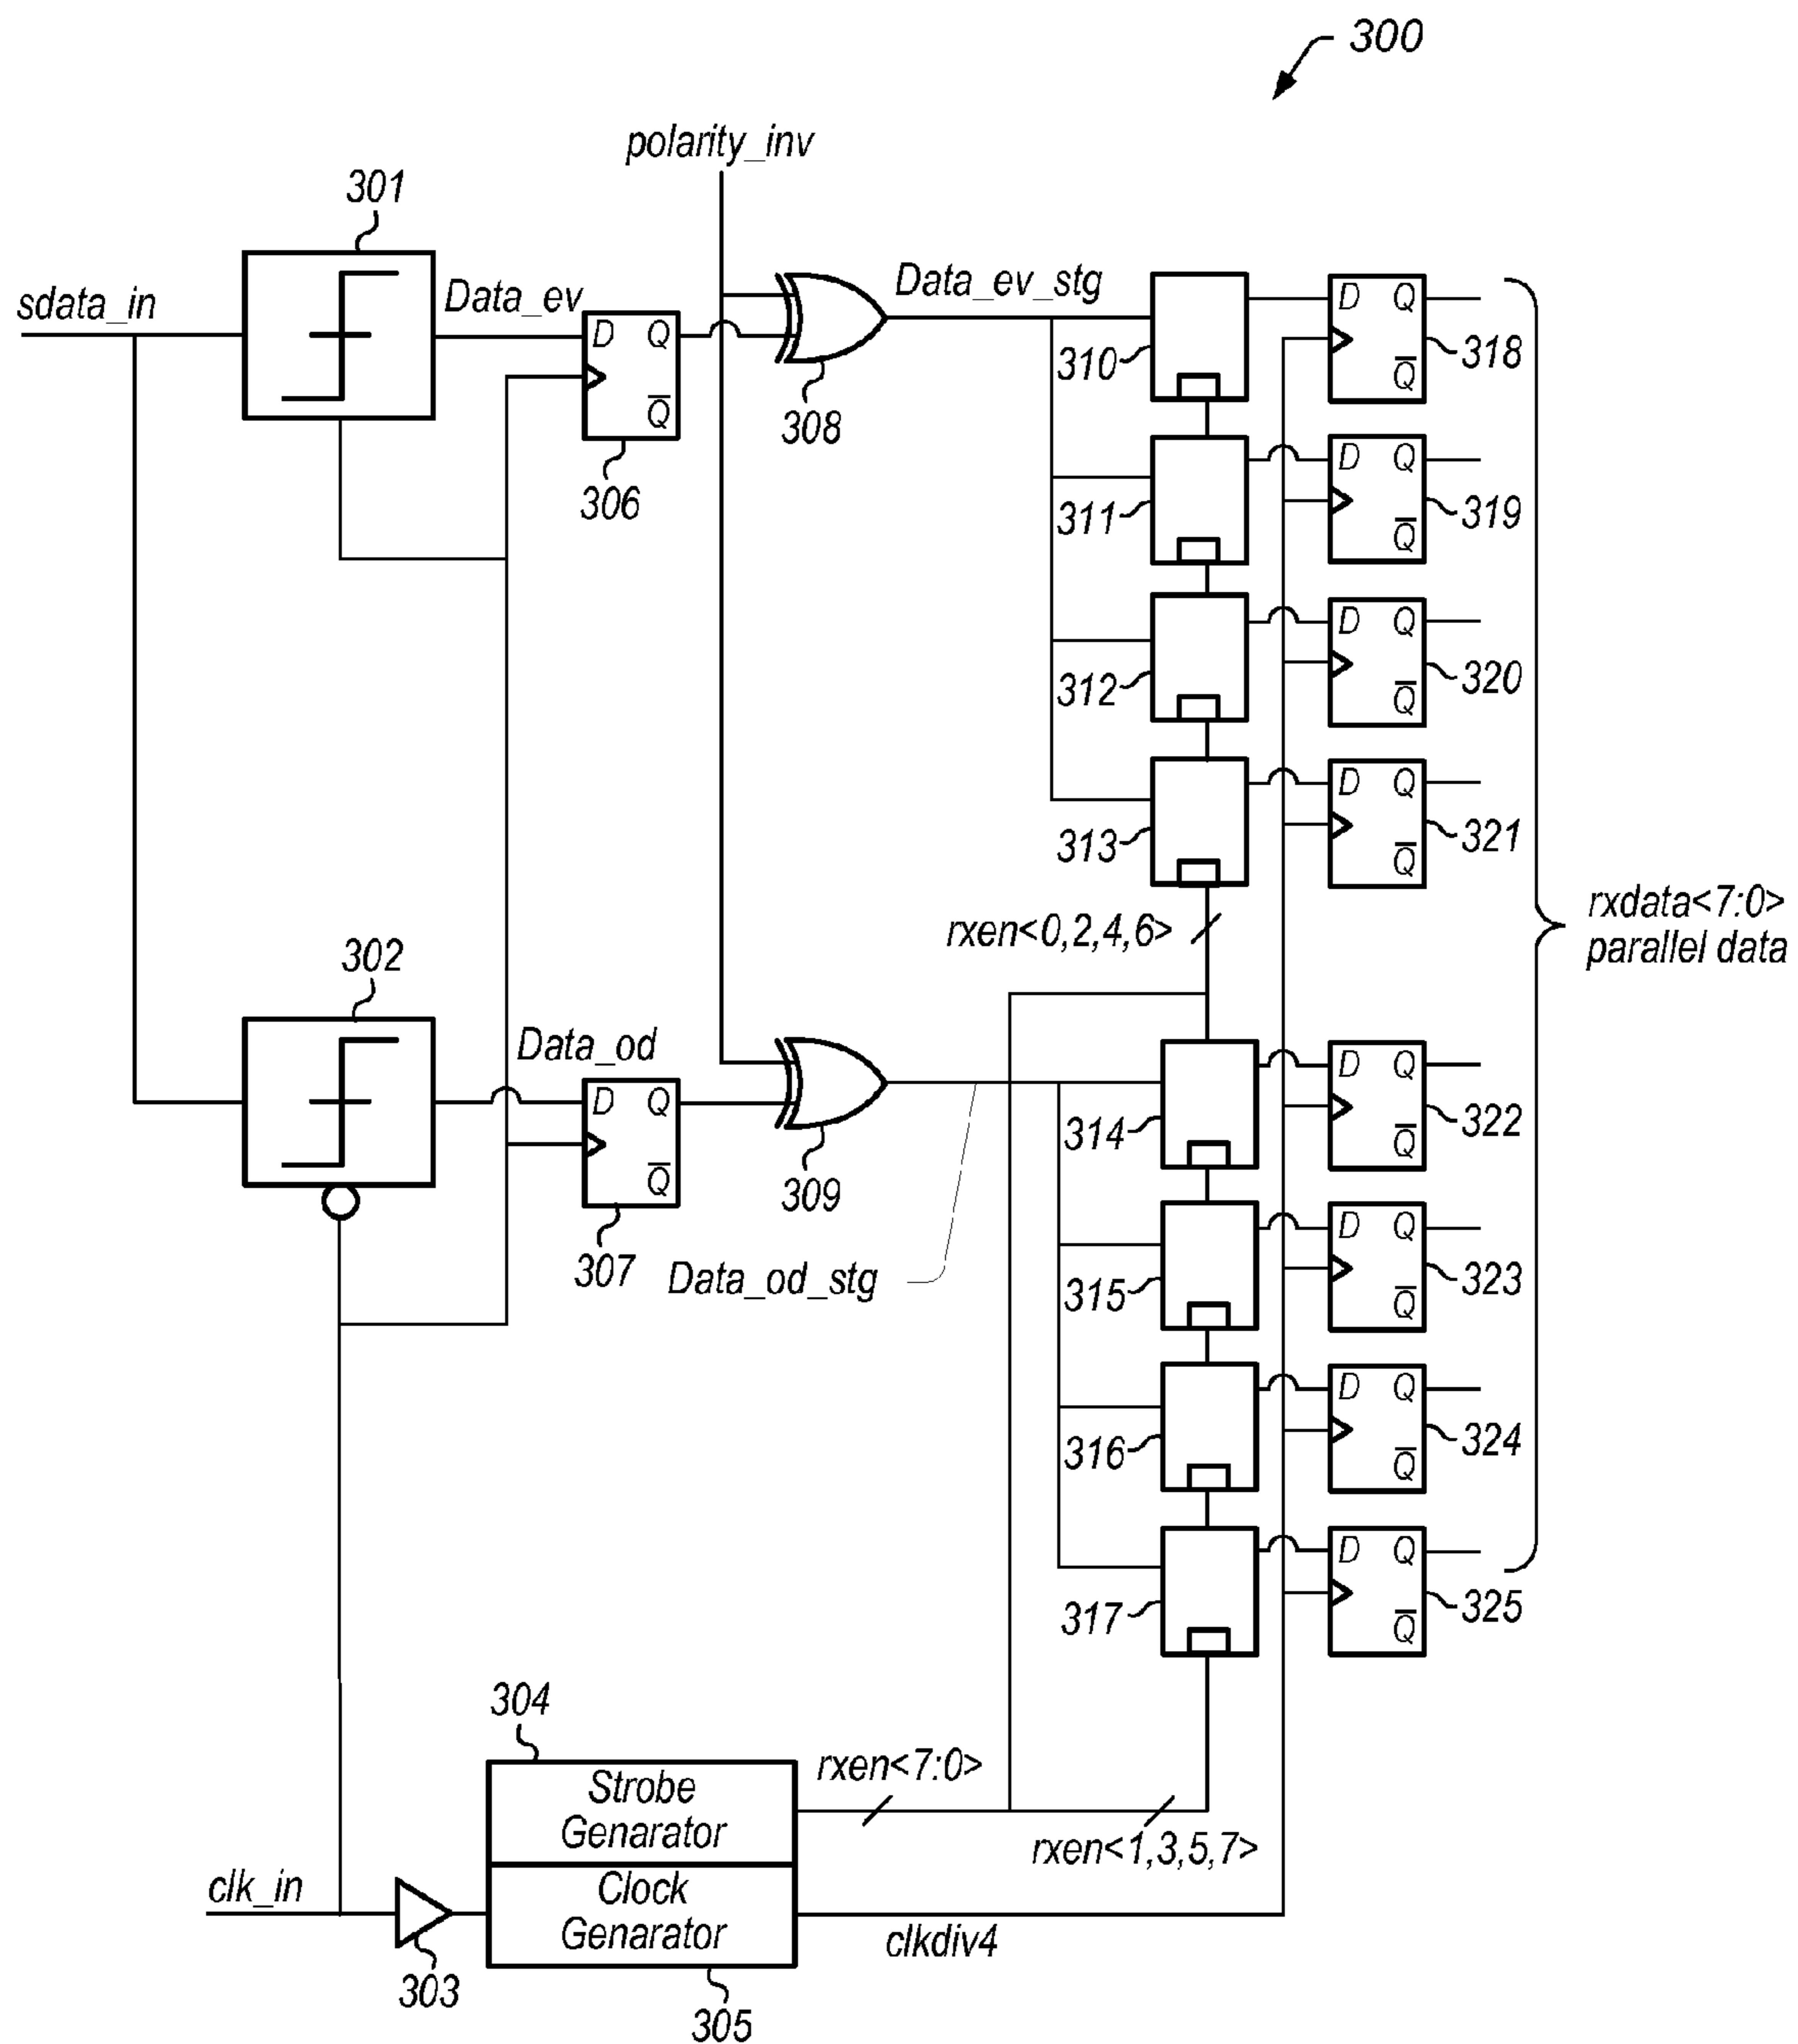 300
polarity_inv
301
sdata_in
Data_ev
D Q
Q
306
308
Data_ev_stg
310
D Q
Q
318
311
D Q
Q
319
312
D Q
Q
320
313
D Q
Q
321
rxen<0,2,4,6>
rxdata<7:0>
parallel data
302
Data_od
D Q
Q
307
309
Data_od_stg
314
D Q
Q
322
315
D Q
Q
323
316
D Q
Q
324
317
D Q
Q
325
304
Strobe
Genarator
rxen<7:0>
rxen<1,3,5,7>
clk_in
303
Clock
Genarator
clkdiv4
305